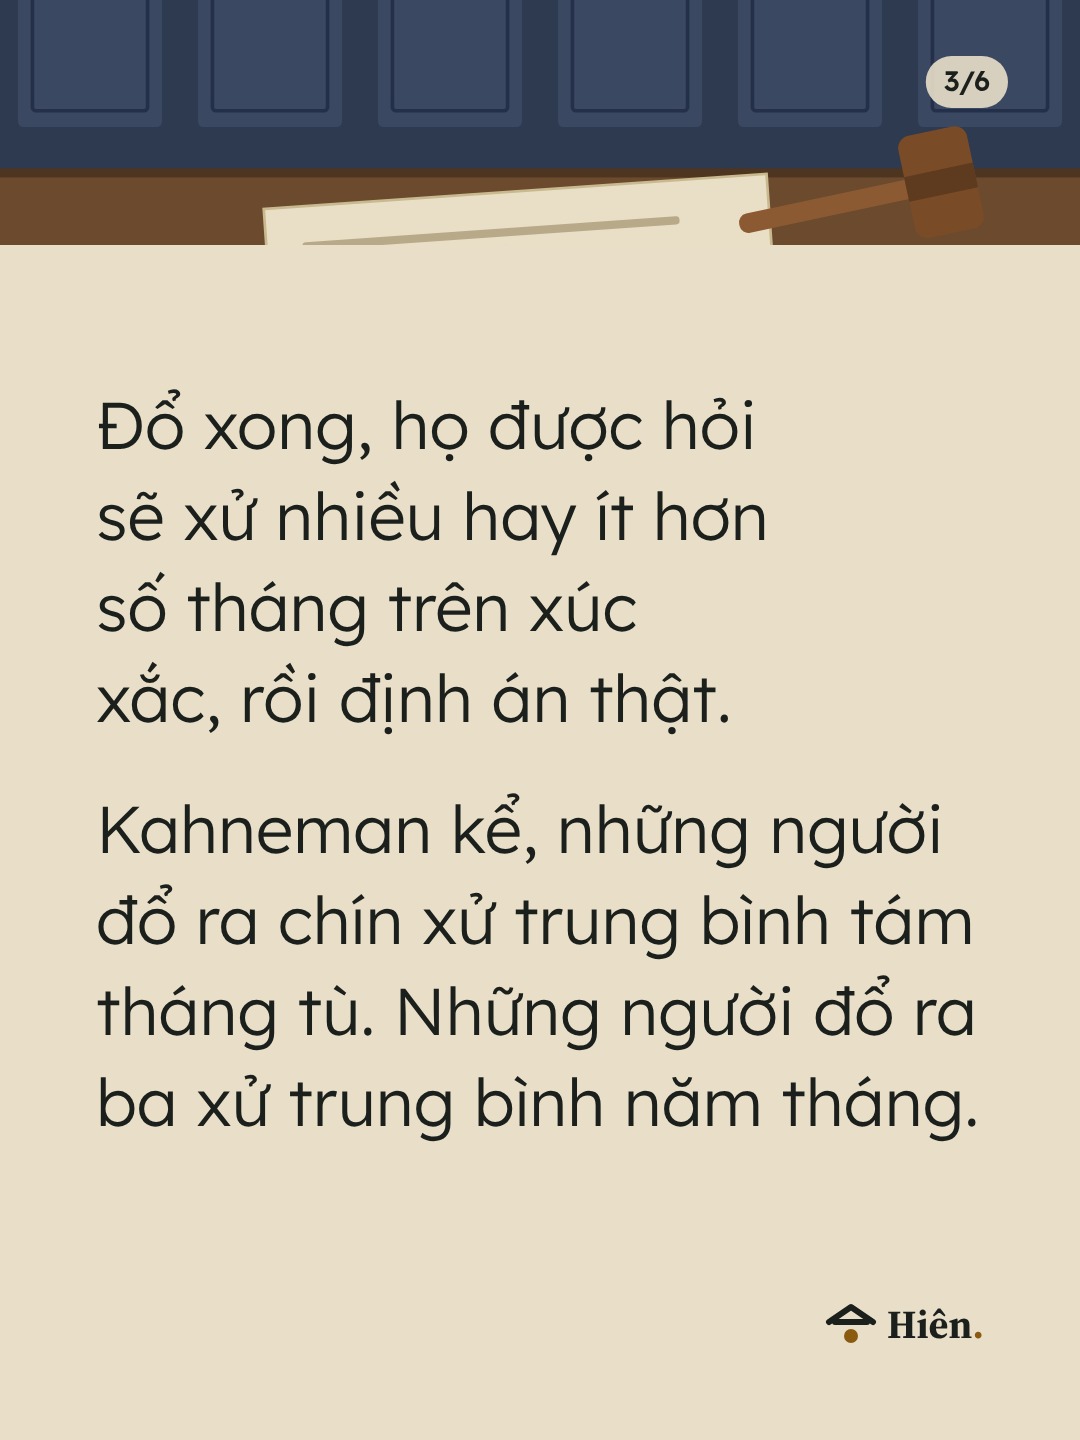 3/6
Đổ xong, họ được hỏi
sẽ xử nhiều hay ít hơn
số tháng trên xúc
xắc, rồi định án thật.
Kahneman kể, những người
đổ ra chín xử trung bình tám
tháng tù. Những người đổ ra
ba xử trung bình năm tháng.
Hiên.